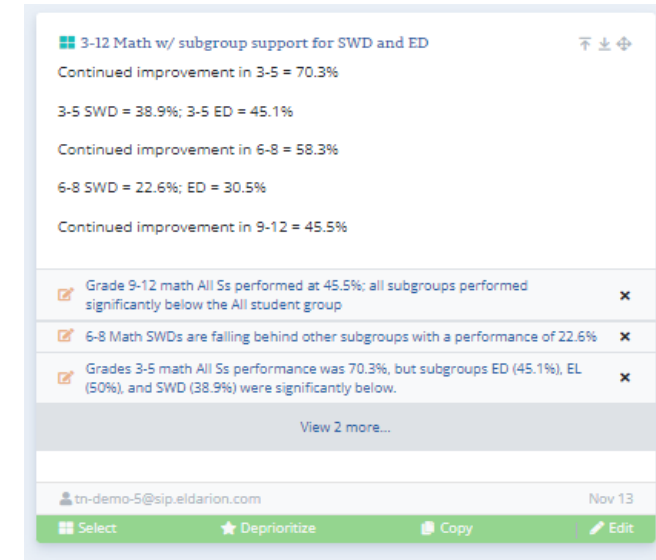 3-12 Math w/ subgroup support for SWD and ED
Continued improvement in 3-5 = 70.3%
3-5 SWD = 38.9%; 3-5 ED = 45.1%
Continued improvement in 6-8 = 58.3%
6-8 SWD = 22.6%; ED = 30.5%
Continued improvement in 9-12 = 45.5%
Grade 9-12 math All Ss performed at 45.5%; all subgroups performed
significantly below the All student group
6-8 Math SWDs are falling behind other subgroups with a performance of 22.6%
Grades 3-5 math All Ss performance was 70.3%, but subgroups ED (45.1%), EL
(50%), and SWD (38.9%) were significantly below.
View 2 more...
tn-demo-5@sip.eldarion.com Nov 13
Select Deprioritize Copy Edit